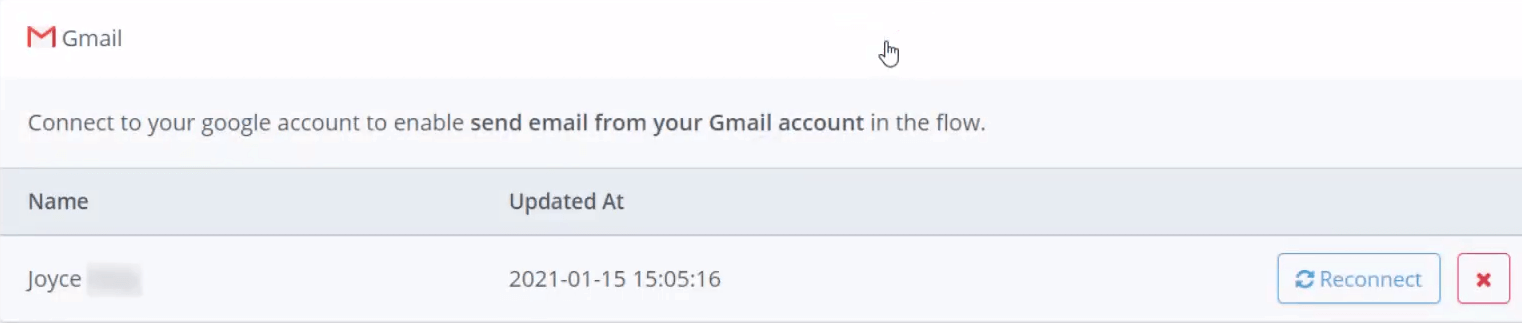 Gmail
Connect to your google account to enable send email from your Gmail account in the flow.
Name Updated At
Joyce 2021-01-15 15:05:16 Reconnect